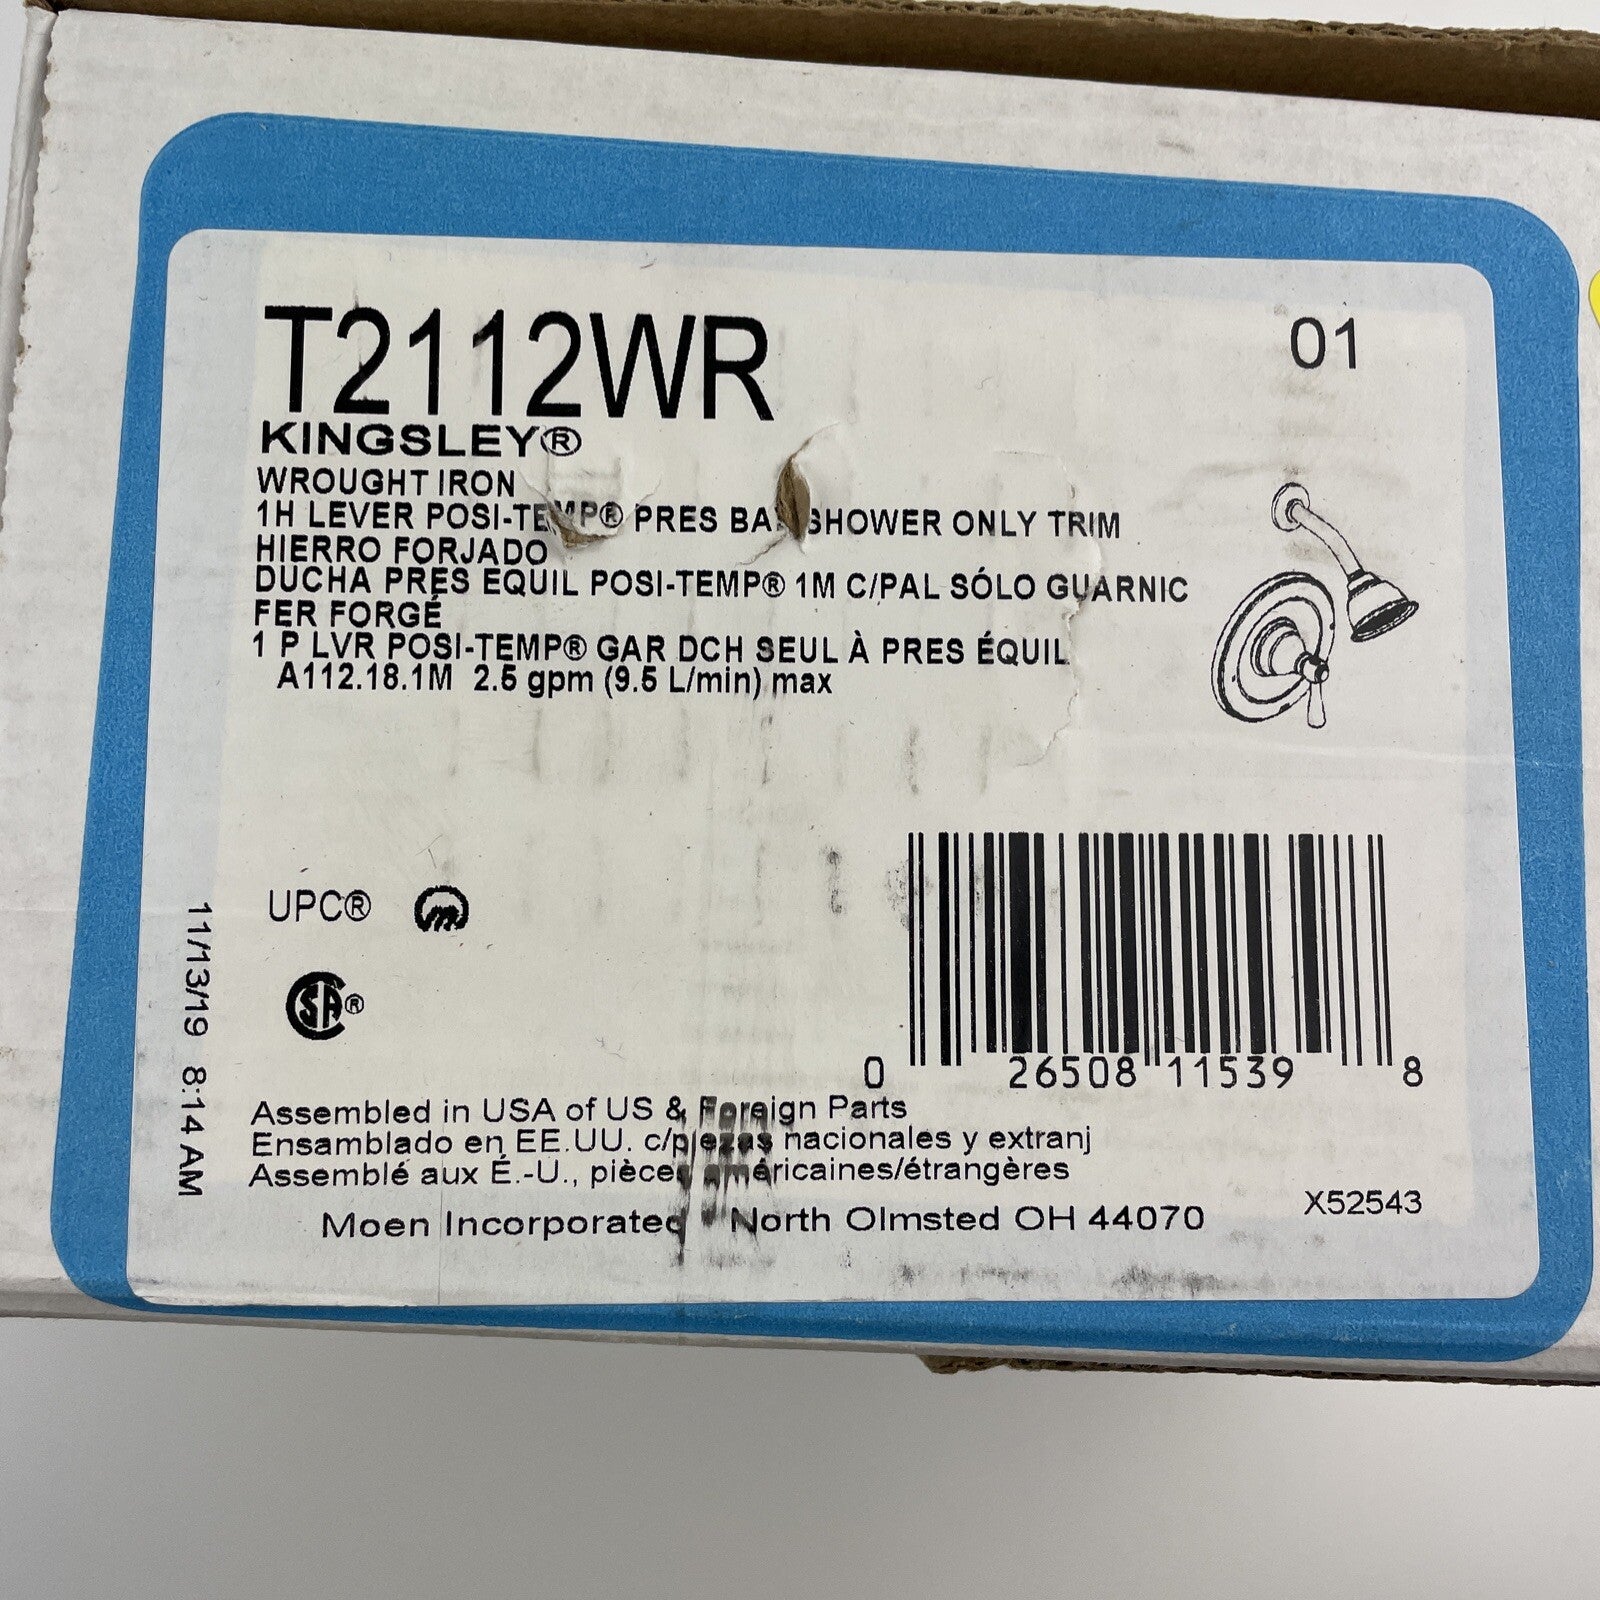 T2112WR
01
KINGSLEY®
WROUGHT IRON
1H LEVER POSI-TEMP® PRES BA SHOWER ONLY TRIM
HIERRO FORJADO
DUCHA PRES EQUIL POSI-TEMP® 1M C/PAL SÓLO GUARNIC
FER FORGÉ
1 P LVR POSI-TEMP® GAR DCH SEUL À PRES ÉQUIL
A112.18.1M 2.5 gpm (9.5 L/min) max
UPC®
SA®
11/13/19 8:14 AM
0 26508 11539 8
Assembled in USA of US & Foreign Parts
Ensamblado en EE.UU. c/piezas nacionales y extranj
Assemblé aux É.-U., pièces américaines/étrangères
Moen Incorporated North Olmsted OH 44070
X52543